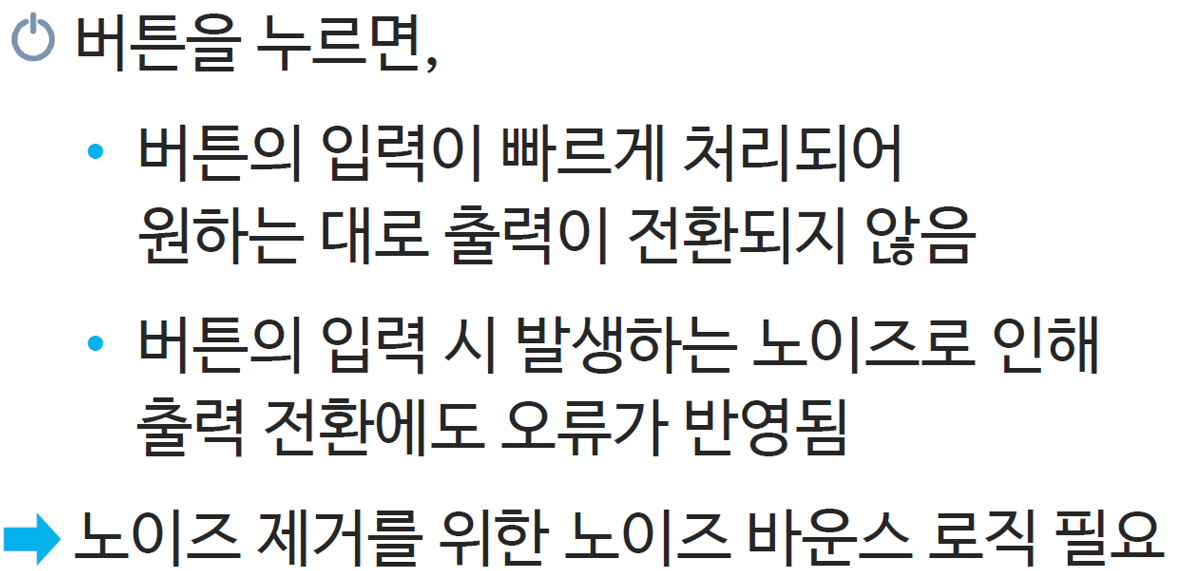 버튼을 누르면,
• 버튼의 입력이 빠르게 처리되어
원하는 대로 출력이 전환되지 않음
• 버튼의 입력 시 발생하는 노이즈로 인해
출력 전환에도 오류가 반영됨
노이즈 제거를 위한 노이즈 바운스 로직 필요